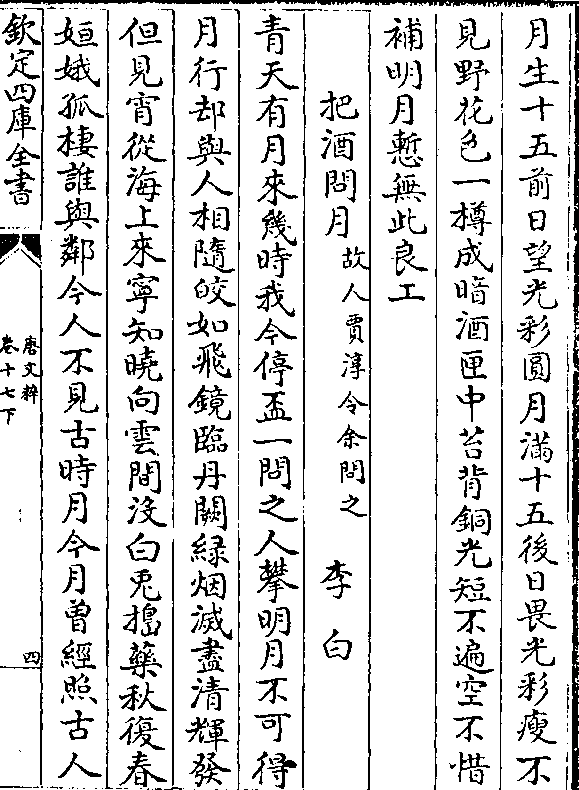 月生十五前日望光彩圓月滿十五後日畏光彩瘦不
見野花色一樽成暗酒匣中苔背銅光短不遍空不惜
補明月慙無此良工
把酒問月故人賈淳令余問之 李白
青天有月來幾時我今停盃一問之人攀明月不可得
月行却與人相隨皎如飛鏡臨丹闕緑烟滅盡清輝發
但見宵從海上來寧知曉向雲間沒白兎搗藥秋復春
姮娥孤棲誰與鄰今人不見古時月今月曾經照古人
欽定四庫全書
唐文粹
卷十七下
四